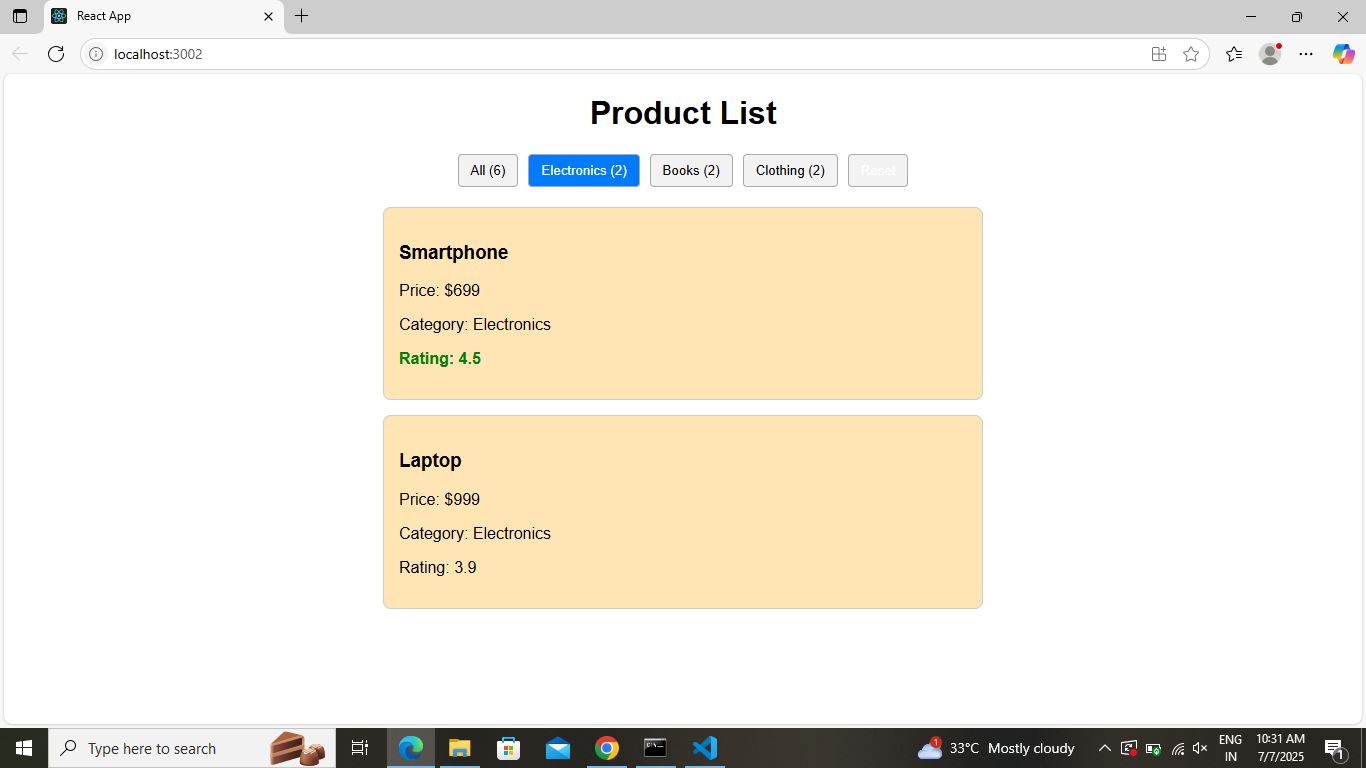 React App
localhost:3002
Product List
All (6)
Electronics (2)
Books (2)
Clothing (2)
Reset
Smartphone
Price: $699
Category: Electronics
Rating: 4.5
Laptop
Price: $999
Category: Electronics
Rating: 3.9
Type here to search
1
33°C Mostly cloudy
ENG
IN
10:31 AM
7/7/2025
1